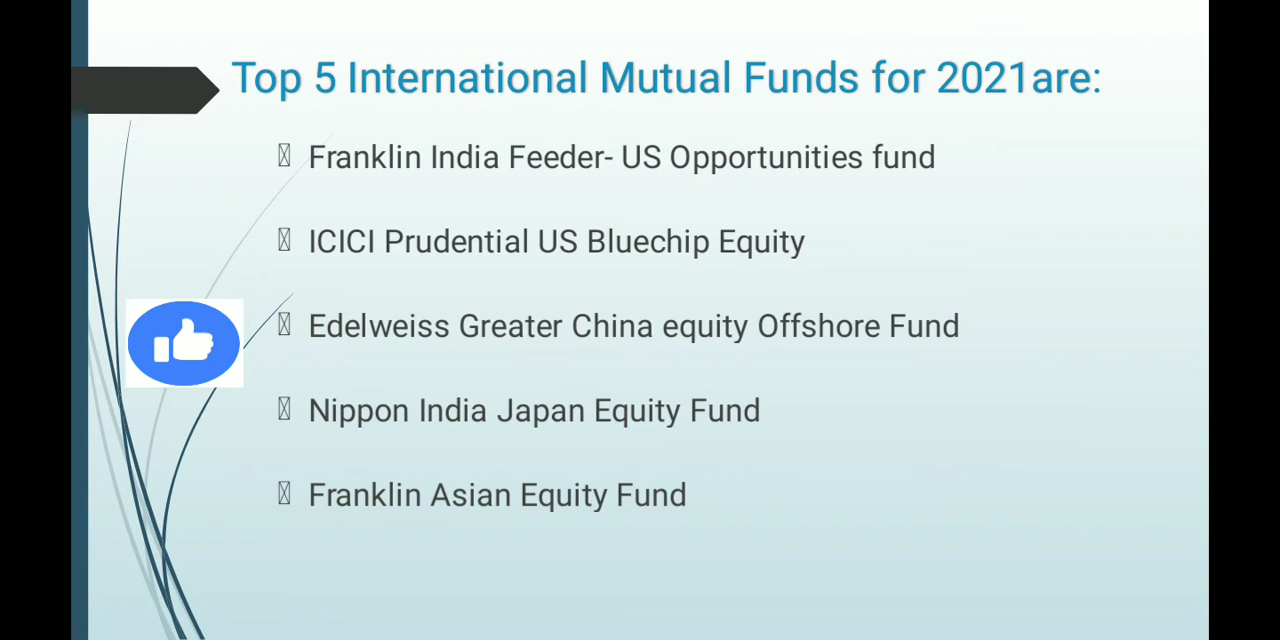 Top 5 International Mutual Funds for 2021are:
Franklin India Feeder- US Opportunities fund
ICICI Prudential US Bluechip Equity
Edelweiss Greater China equity Offshore Fund
Nippon India Japan Equity Fund
Franklin Asian Equity Fund